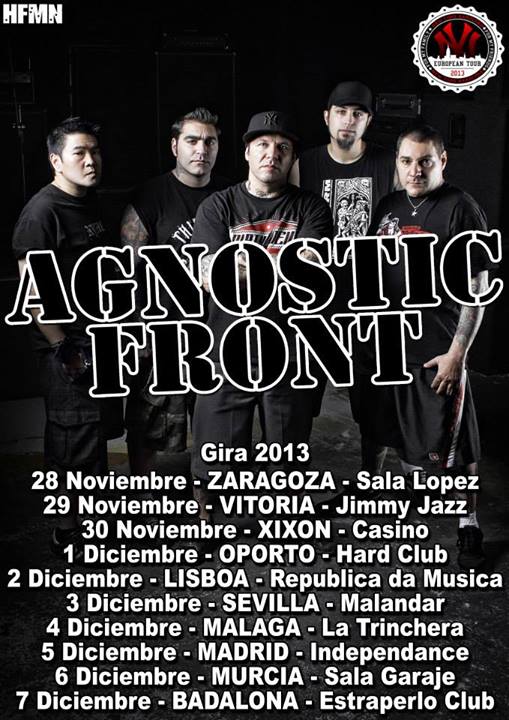 HFMN
EUROPEAN TOUR
2013
AGNOSTIC
FRONT
Gira 2013
28 Noviembre - ZARAGOZA - Sala Lopez
29 Noviembre - VITORIA - Jimmy Jazz
30 Noviembre - XIXON - Casino
1 Diciembre - OPORTO - Hard Club
2 Diciembre - LISBOA - Republica da Musica
3 Diciembre - SEVILLA - Malandar
4 Diciembre - MALAGA - La Trinchera
5 Diciembre - MADRID - Independance
6 Diciembre - MURCIA - Sala Garaje
7 Diciembre - BADALONA - Estraperlo Club